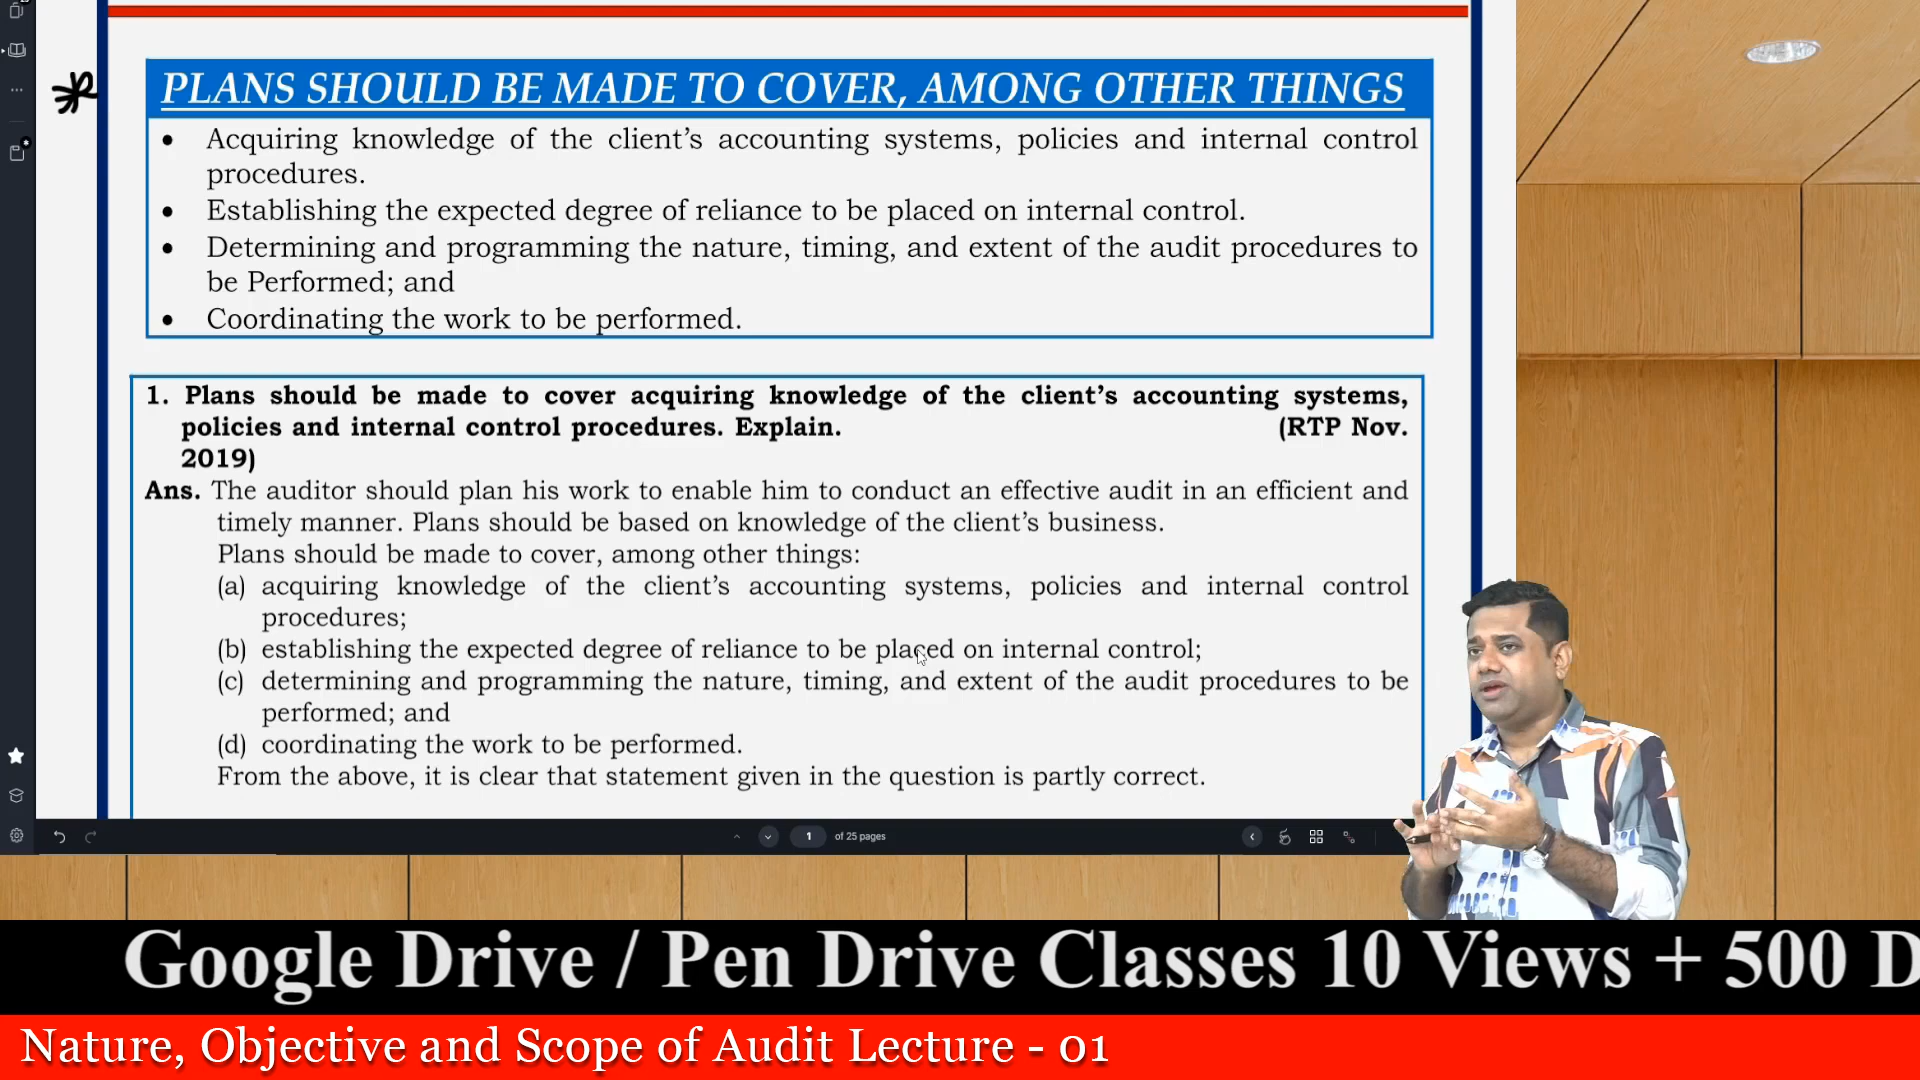 PLANS SHOULD BE MADE TO COVER, AMONG OTHER THINGS
• Acquiring knowledge of the client’s accounting systems, policies and internal control
procedures.
• Establishing the expected degree of reliance to be placed on internal control.
• Determining and programming the nature, timing, and extent of the audit procedures to
be Performed; and
• Coordinating the work to be performed.
1. Plans should be made to cover acquiring knowledge of the client’s accounting systems,
policies and internal control procedures. Explain. (RTP Nov.
2019)
Ans. The auditor should plan his work to enable him to conduct an effective audit in an efficient and
timely manner. Plans should be based on knowledge of the client’s business.
Plans should be made to cover, among other things:
(a) acquiring knowledge of the client’s accounting systems, policies and internal control
procedures;
(b) establishing the expected degree of reliance to be placed on internal control;
(c) determining and programming the nature, timing, and extent of the audit procedures to be
performed; and
(d) coordinating the work to be performed.
From the above, it is clear that statement given in the question is partly correct.
1 of 25 pages
Google Drive / Pen Drive Classes 10 Views + 500 D
Nature, Objective and Scope of Audit Lecture - 01